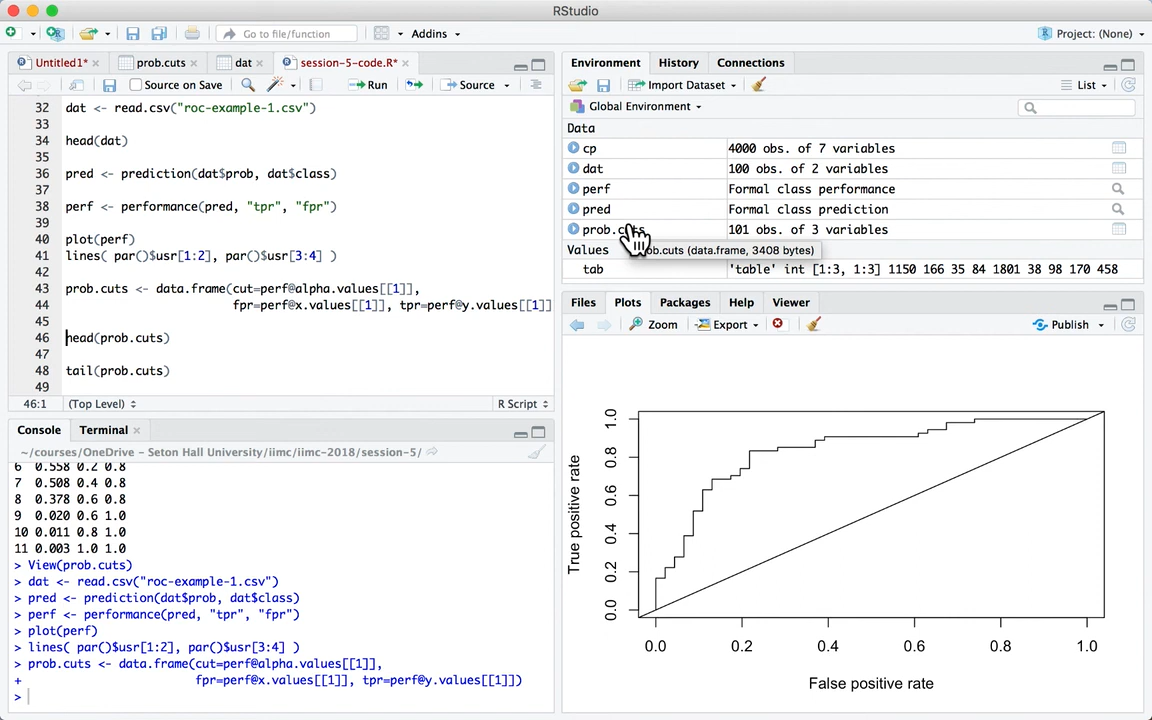 RStudio
Go to file/function
Addins
Project: (None)
Untitled1*
prob.cuts
dat
session-5-code.R*
Source on Save
Run
Source
32 dat <- read.csv("roc-example-1.csv")
33
34 head(dat)
35
36 pred <- prediction(dat$prob, dat$class)
37
38 perf <- performance(pred, "tpr", "fpr")
39
40 plot(perf)
41 lines( par()$usr[1:2], par()$usr[3:4] )
42
43 prob.cuts <- data.frame(cut=perf@alpha.values[[1]],
44 fpr=perf@x.values[[1]], tpr=perf@y.values[[1]]
45
46 head(prob.cuts)
47
48 tail(prob.cuts)
49
46:1 (Top Level) R Script
Console Terminal
~/courses/OneDrive - Seton Hall University/iimc/iimc-2018/session-5/
6 0.558 0.2 0.8
7 0.508 0.4 0.8
8 0.378 0.6 0.8
9 0.020 0.6 1.0
10 0.011 0.8 1.0
11 0.003 1.0 1.0
> View(prob.cuts)
> dat <- read.csv("roc-example-1.csv")
> pred <- prediction(dat$prob, dat$class)
> perf <- performance(pred, "tpr", "fpr")
> plot(perf)
> lines( par()$usr[1:2], par()$usr[3:4] )
> prob.cuts <- data.frame(cut=perf@alpha.values[[1]],
+ fpr=perf@x.values[[1]], tpr=perf@y.values[[1]])
>
Environment History Connections
Import Dataset
List
Global Environment
Data
cp 4000 obs. of 7 variables
dat 100 obs. of 2 variables
perf Formal class performance
pred Formal class prediction
prob.cuts 101 obs. of 3 variables
Values
ob.cuts (data.frame, 3408 bytes)
tab 'table' int [1:3, 1:3] 1150 166 35 84 1801 38 98 170 458
Files Plots Packages Help Viewer
Zoom Export Publish
True positive rate
1.0
0.8
0.6
0.4
0.2
0.0
0.0 0.2 0.4 0.6 0.8 1.0
False positive rate